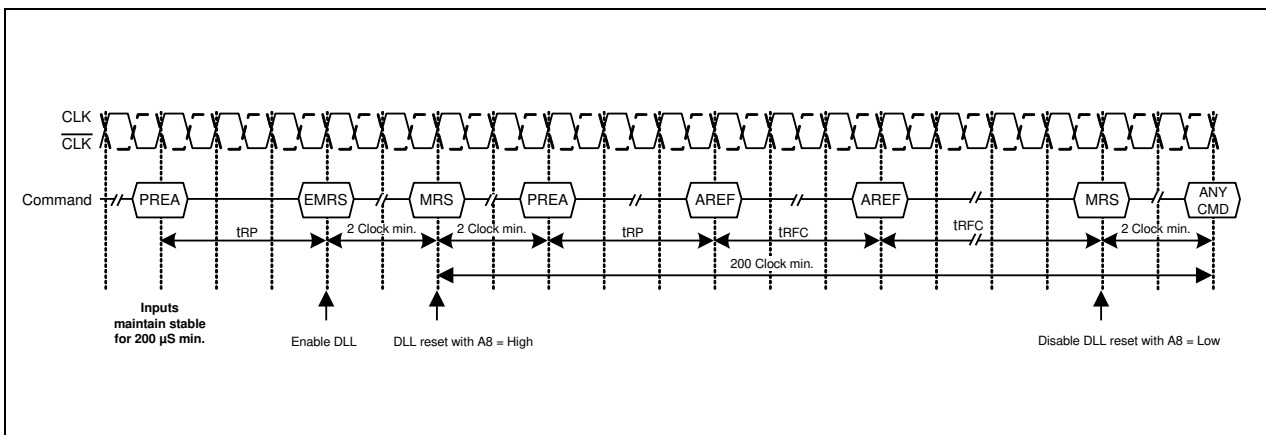 CLK
CLK
Command
PREA
EMRS
MRS
PREA
AREF
AREF
MRS
ANY
CMD
tRP
2 Clock min.
2 Clock min.
tRP
tRFC
tRFC
2 Clock min.
200 Clock min.
Inputs
maintain stable
for 200 µS min.
Enable DLL
DLL reset with A8 = High
Disable DLL reset with A8 = Low